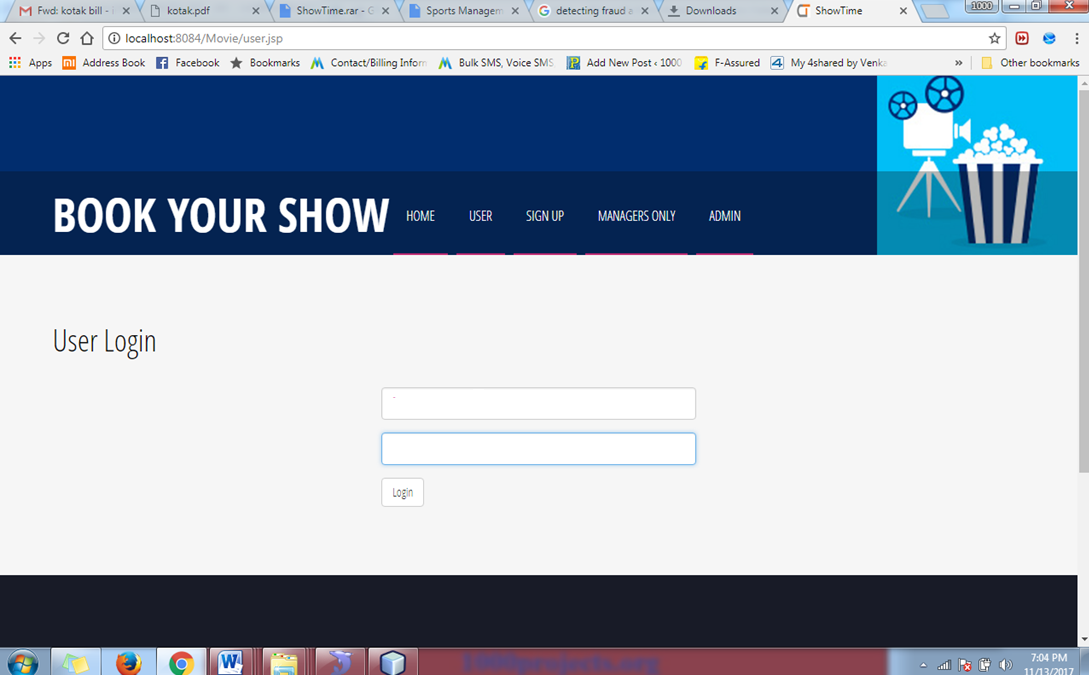 Fwd: kotak bill -
kotak.pdf
ShowTime.rar - G
Sports Managem
detecting fraud a
Downloads
ShowTime
1000
localhost:8084/Movie/user.jsp
Apps
Address Book
Facebook
Bookmarks
Contact/Billing Inform
Bulk SMS, Voice SMS,
Add New Post < 1000
F-Assured
My 4shared by Venka
»
Other bookmarks
BOOK YOUR SHOW
HOME
USER
SIGN UP
MANAGERS ONLY
ADMIN
User Login
Login
1000projects.org
7:04 PM
11/13/2017